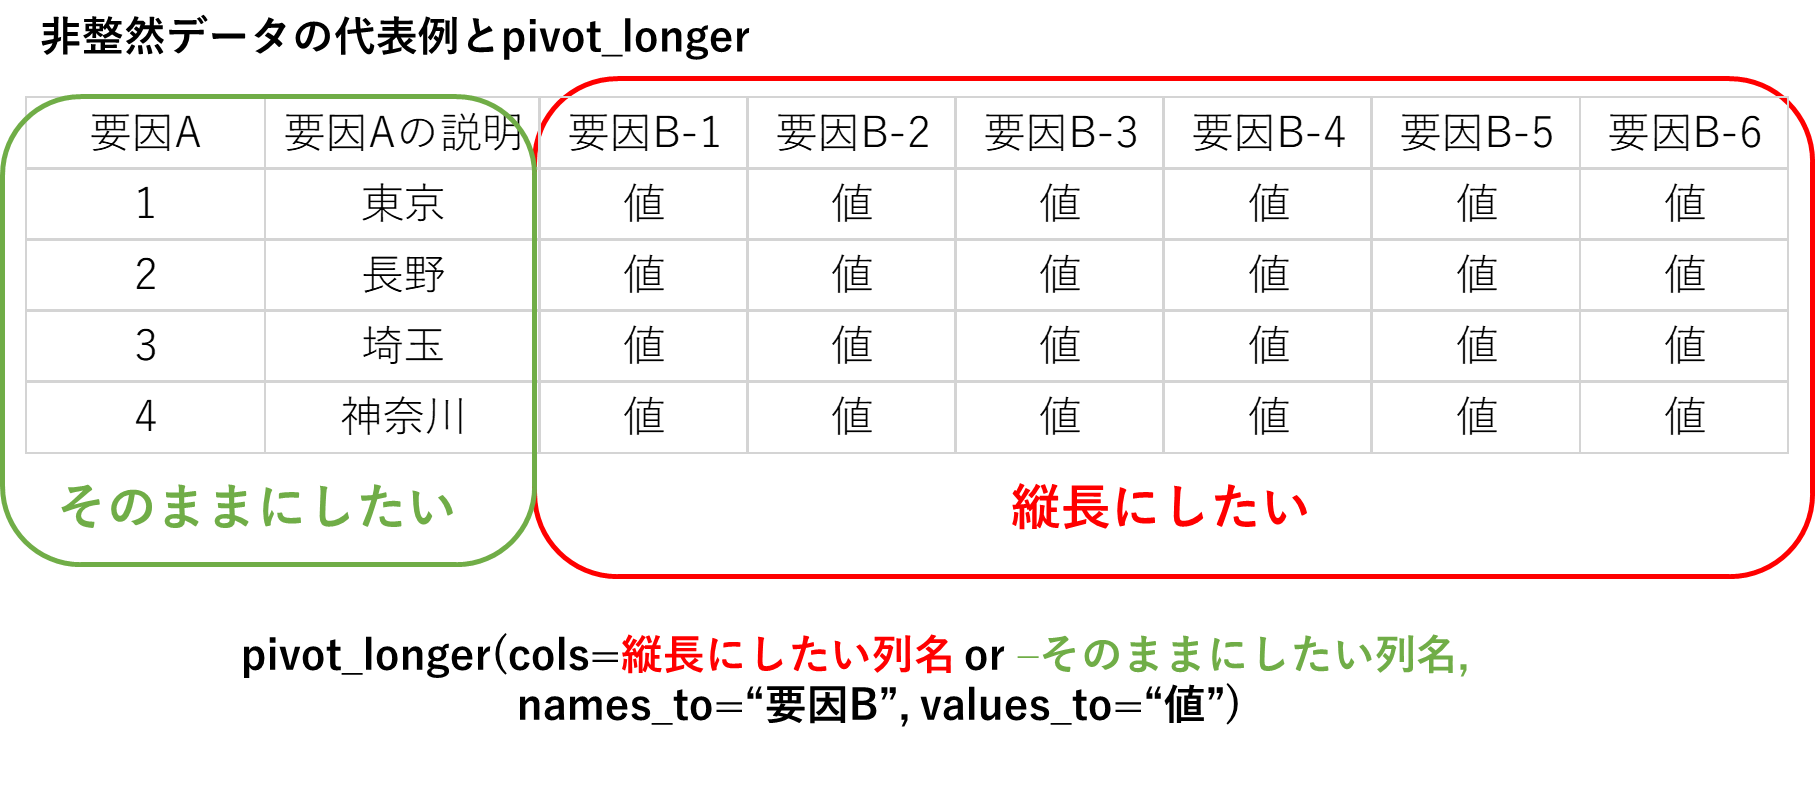 非整然データの代表例とpivot_longer
要因A 要因Aの説明 要因B-1 要因B-2 要因B-3 要因B-4 要因B-5 要因B-6
1 東京 値 値 値 値 値 値
2 長野 値 値 値 値 値 値
3 埼玉 値 値 値 値 値 値
4 神奈川 値 値 値 値 値 値
そのままにしたい 縦長にしたい
pivot_longer(cols=縦長にしたい列名 or –そのままにしたい列名,
names_to=“要因B”, values_to=“値”)